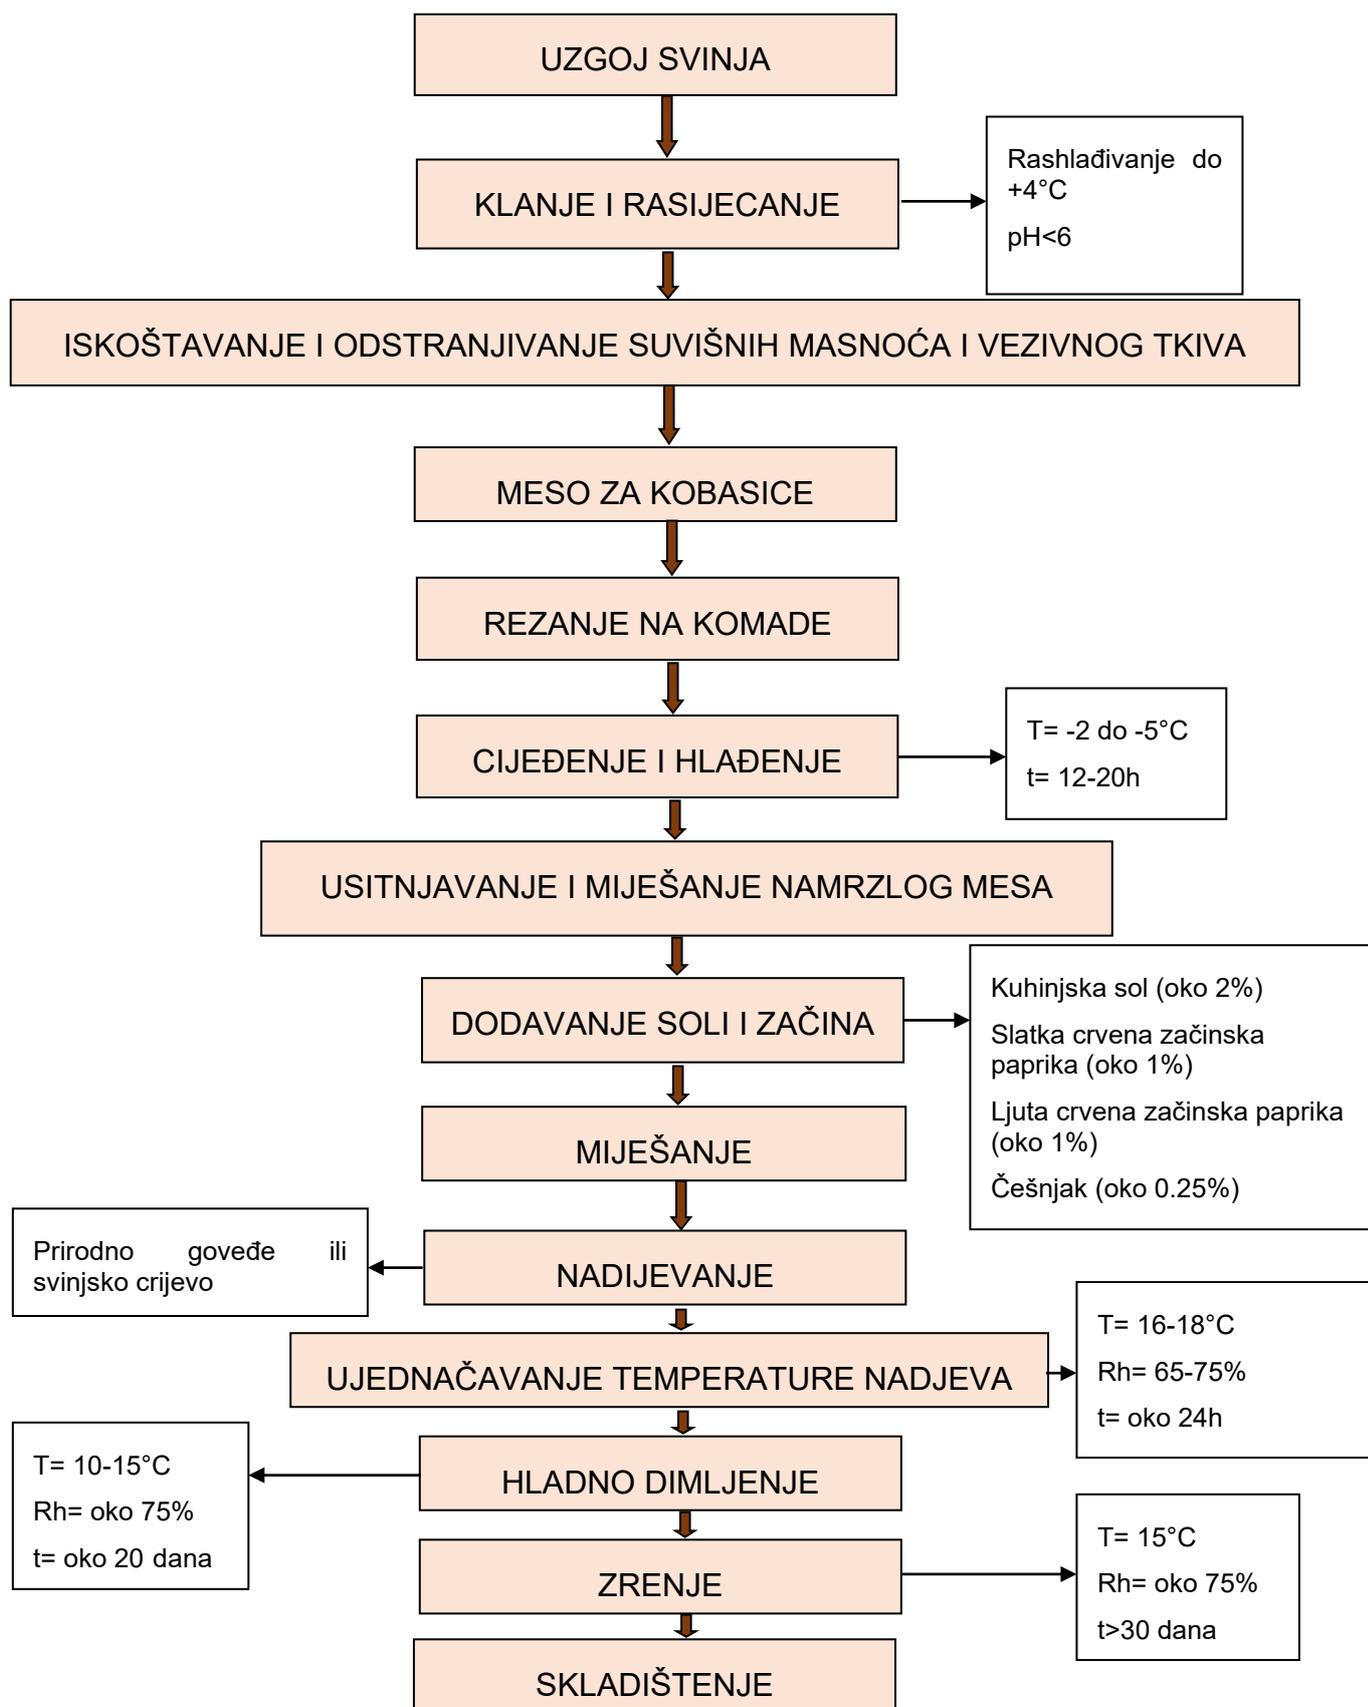 UZGOJ SVINJA
KLANJE I RASIJECANJE
Rashlađivanje do
+4°C
pH<6
ISKOŠTAVANJE I ODSTRANJIVANJE SUVIŠNIH MASNOĆA I VEZIVNOG TKIVA
MESO ZA KOBASICE
REZANJE NA KOMADE
CIJEĐENJE I HLAĐENJE
T= -2 do -5°C
t= 12-20h
USITNJAVANJE I MIJEŠANJE NAMRZLOG MESA
DODAVANJE SOLI I ZAČINA
Kuhinjska sol (oko 2%)
Slatka crvena začinska
paprika (oko 1%)
Ljuta crvena začinska paprika
(oko 1%)
Češnjak (oko 0.25%)
MIJEŠANJE
NADIJEVANJE
Prirodno goveđe ili
svinjsko crijevo
UJEDNAČAVANJE TEMPERATURE NADJEVA
T= 16-18°C
Rh= 65-75%
t= oko 24h
HLADNO DIMLJENJE
T= 10-15°C
Rh= oko 75%
t= oko 20 dana
ZRENJE
T= 15°C
Rh= oko 75%
t>30 dana
SKLADIŠTENJE